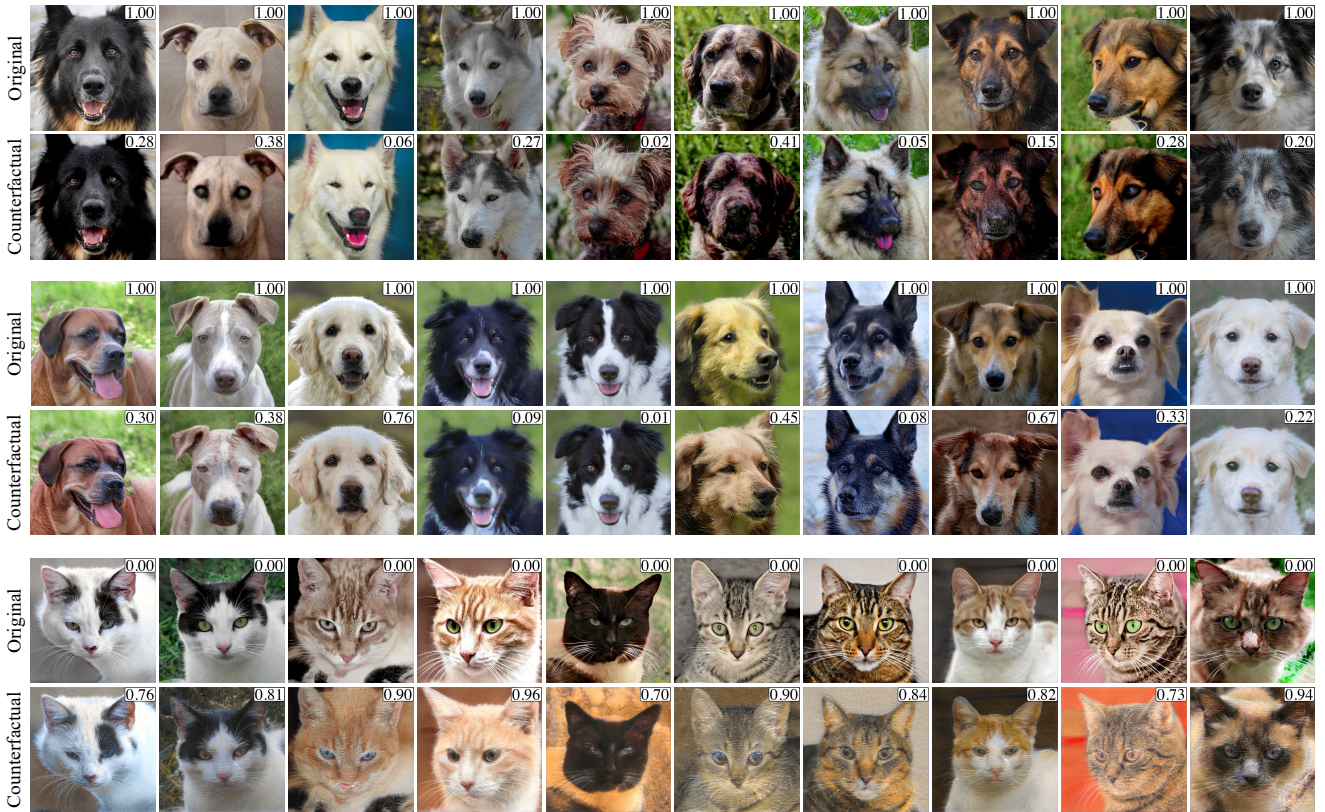 Original 1.00 1.00 1.00 1.00 1.00 1.00 1.00 1.00 1.00 1.00
Counterfactual 0.28 0.38 0.06 0.27 0.02 0.41 0.05 0.15 0.28 0.20
Original 1.00 1.00 1.00 1.00 1.00 1.00 1.00 1.00 1.00 1.00
Counterfactual 0.30 0.38 0.76 0.09 0.01 0.45 0.08 0.67 0.33 0.22
Original 0.00 0.00 0.00 0.00 0.00 0.00 0.00 0.00 0.00 0.00
Counterfactual 0.76 0.81 0.90 0.96 0.70 0.90 0.84 0.82 0.73 0.94